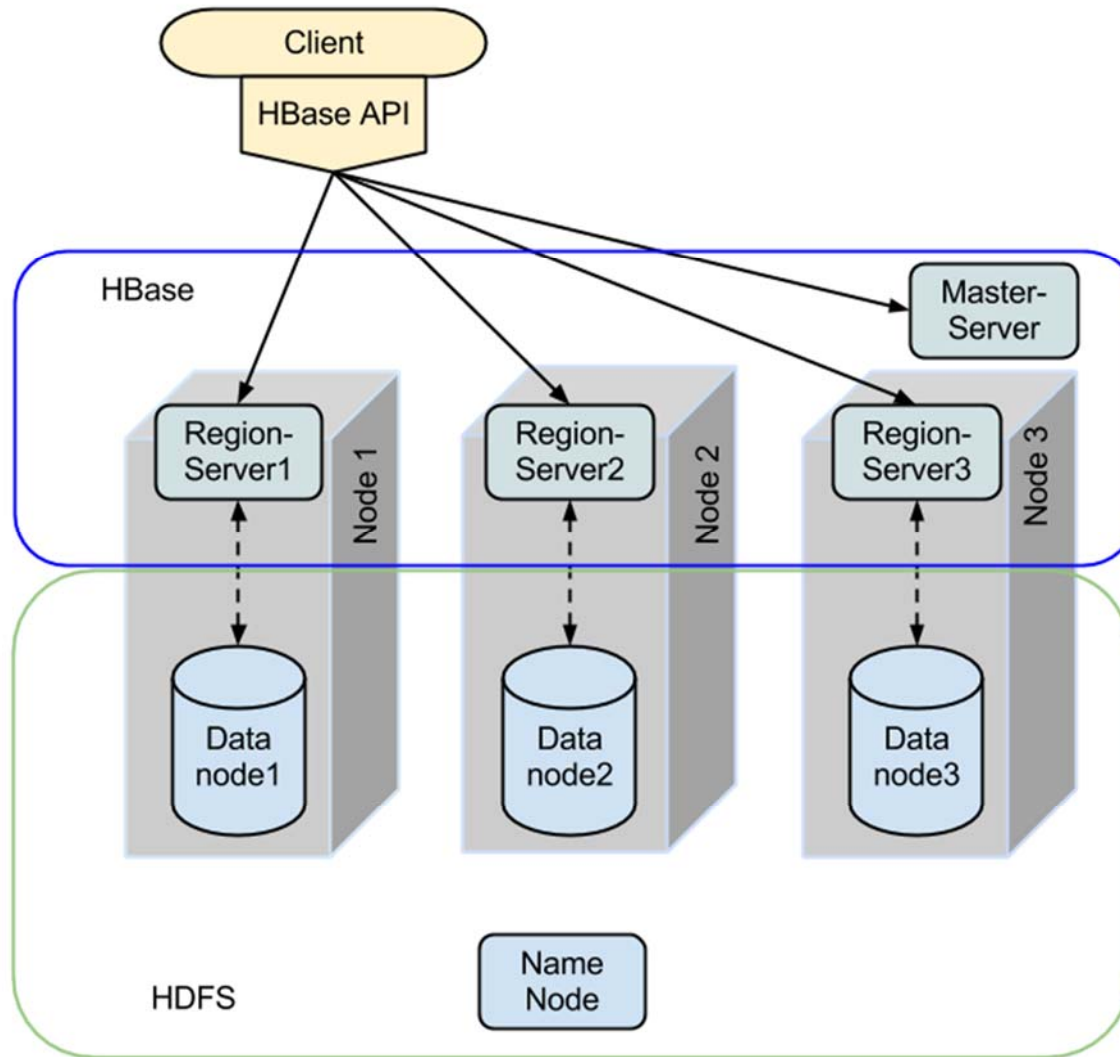 Client
HBase API
HBase
Master-
Server
Region-
Server1
Node 1
Region-
Server2
Node 2
Region-
Server3
Node 3
Data
node1
Data
node2
Data
node3
Name
Node
HDFS